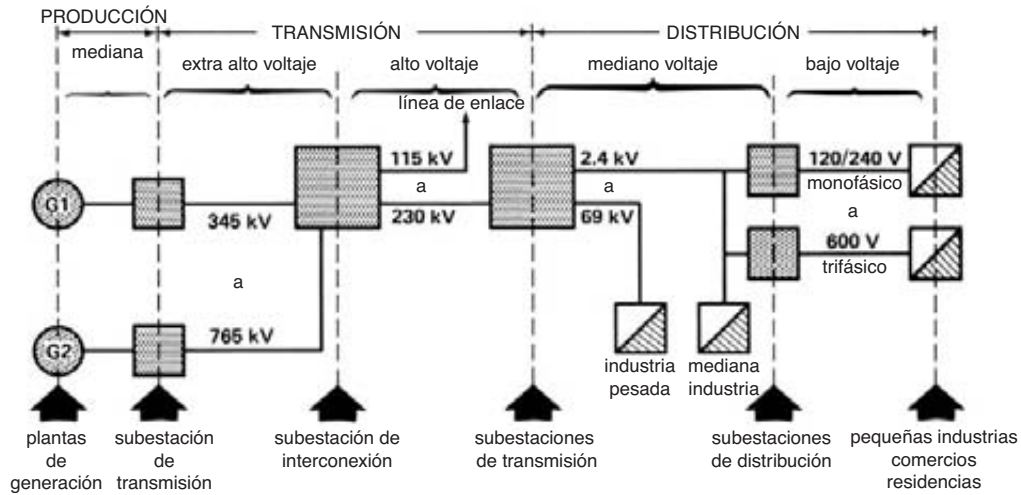 PRODUCCIÓN
TRANSMISIÓN
DISTRIBUCIÓN
mediana
extra alto voltaje
alto voltaje
mediano voltaje
bajo voltaje
línea de enlace
115 kV
a
230 kV
2.4 kV
a
69 kV
120/240 V
monofásico
a
600 V
trifásico
G1
345 kV
a
G2
765 kV
industria
pesada
mediana
industria
plantas
de
generación
subestación
de
transmisión
subestación de
interconexión
subestaciones
de transmisión
subestaciones
de distribución
pequeñas industrias
comercios
residencias